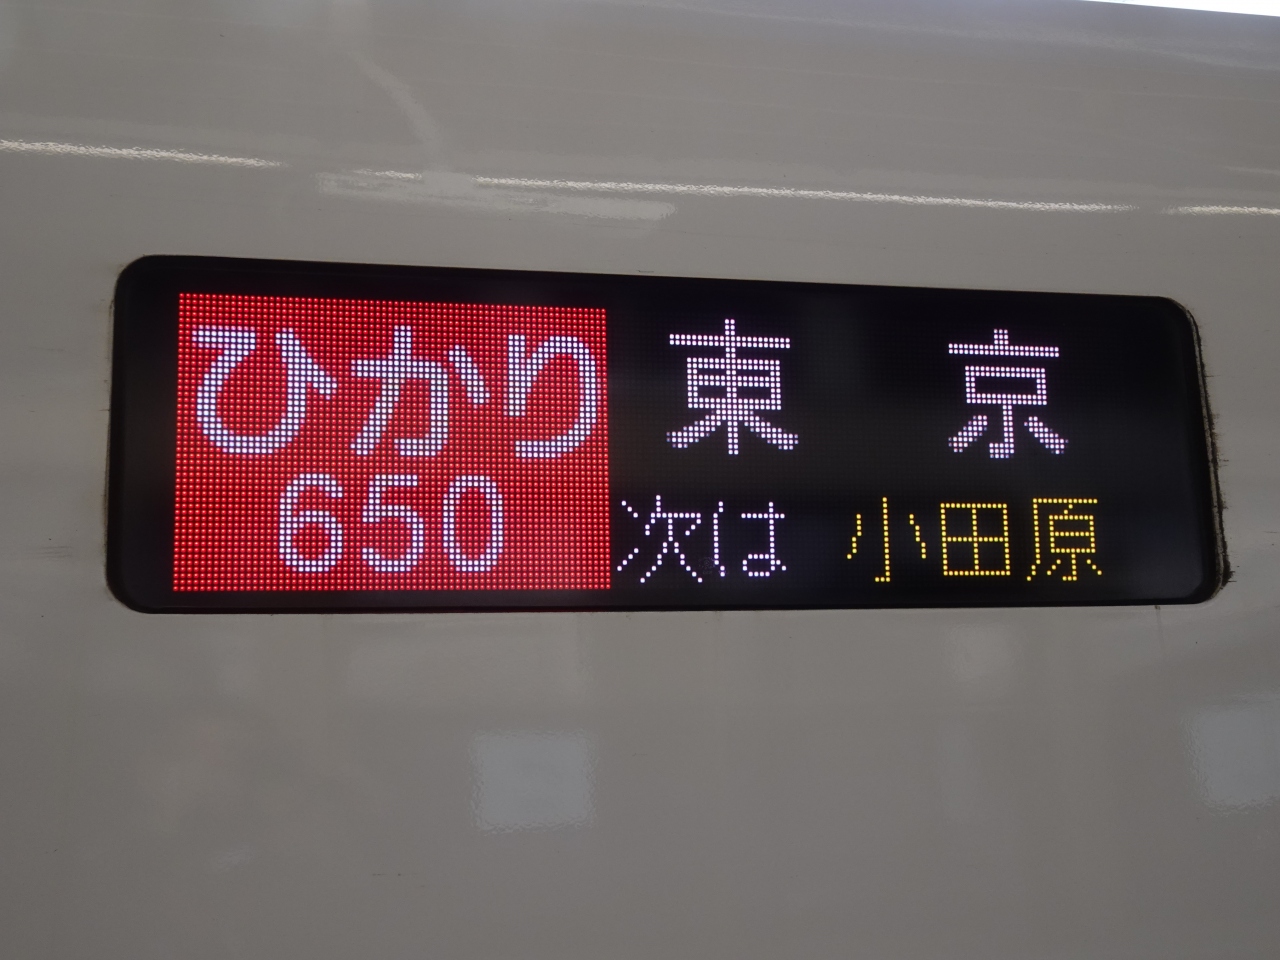 ひかり 東京
650 次は 小田原